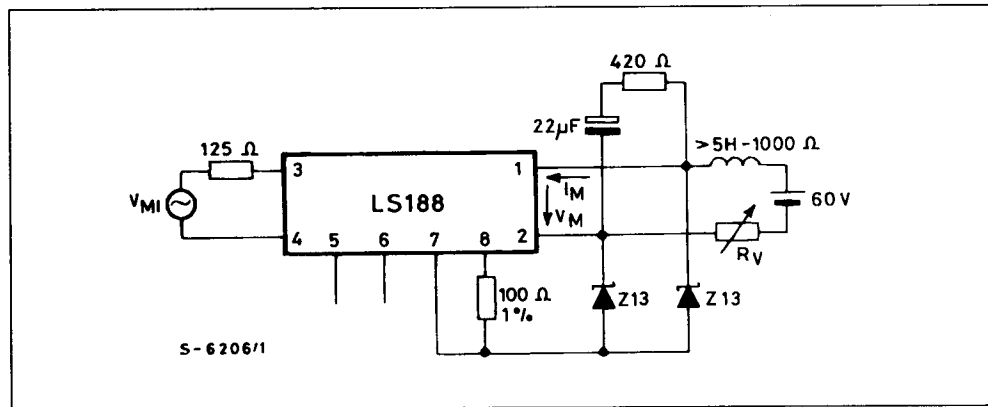 420 Ω
22µF
>5H-1000 Ω
125 Ω
3
1
I_M
V_MI
LS188
V_M
60V
4
5
6
7
8
2
R_V
100 Ω
1%
Z13
Z13
S-6206/1